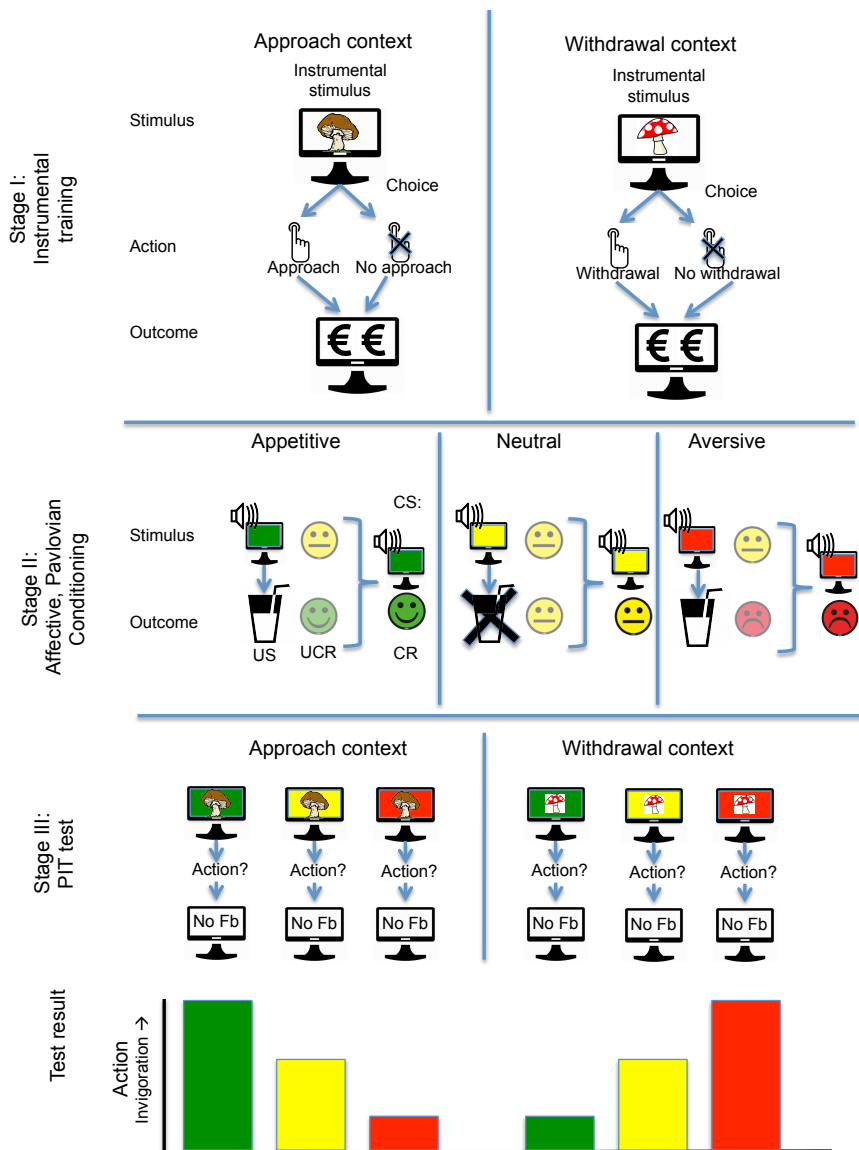 Approach context
Withdrawal context
Instrumental
stimulus
Instrumental
stimulus
Stage I:
Instrumental
training
Stimulus
Choice
Choice
Action
Approach
No approach
Withdrawal
No withdrawal
Outcome
€ €
€ €
Stage II:
Affective, Pavlovian
Conditioning
Appetitive
Neutral
Aversive
CS:
Stimulus
Outcome
US
UCR
CR
Stage III:
PIT test
Approach context
Withdrawal context
Action?
Action?
Action?
Action?
Action?
Action?
No Fb
No Fb
No Fb
No Fb
No Fb
No Fb
Test result
Action
Invigoration →